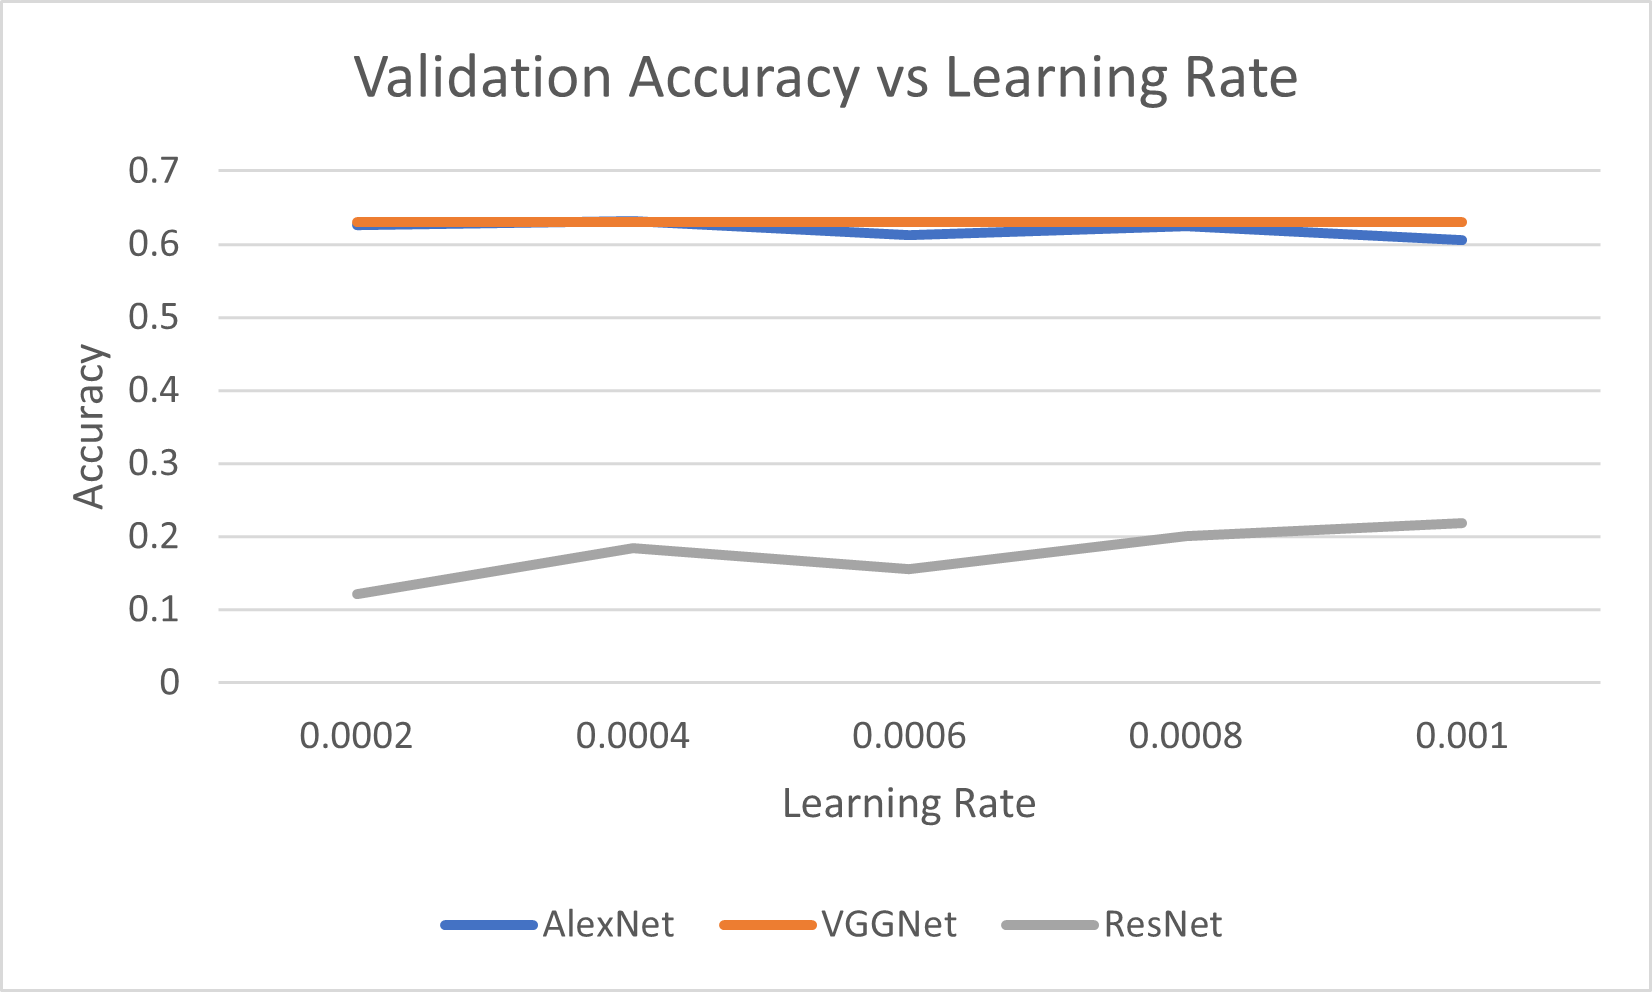 Validation Accuracy vs Learning Rate
0.7
0.6
0.5
0.4
0.3
0.2
0.1
0
Accuracy
0.0002 0.0004 0.0006 0.0008 0.001
Learning Rate
AlexNet VGGNet ResNet